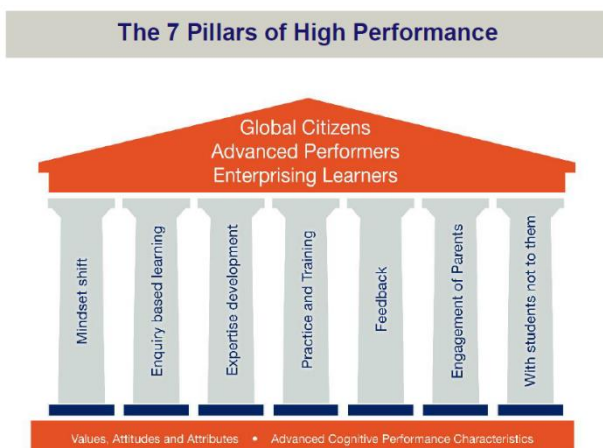 The 7 Pillars of High Performance
Global Citizens
Advanced Performers
Enterprising Learners
Mindset shift
Enquiry based learning
Expertise development
Practice and Training
Feedback
Engagement of Parents
With students not to them
Values, Attitudes and Attributes • Advanced Cognitive Performance Characteristics